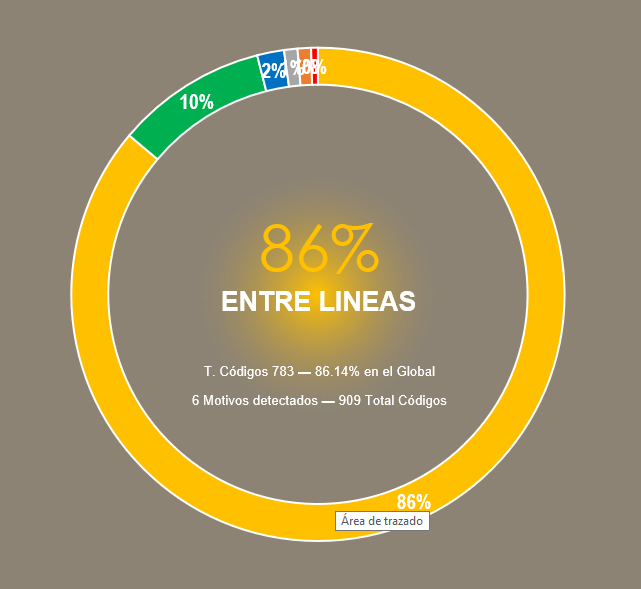 2%
10%
86%
ENTRE LINEAS
T. Códigos 783 — 86.14% en el Global
6 Motivos detectados — 909 Total Códigos
86%
Área de trazado